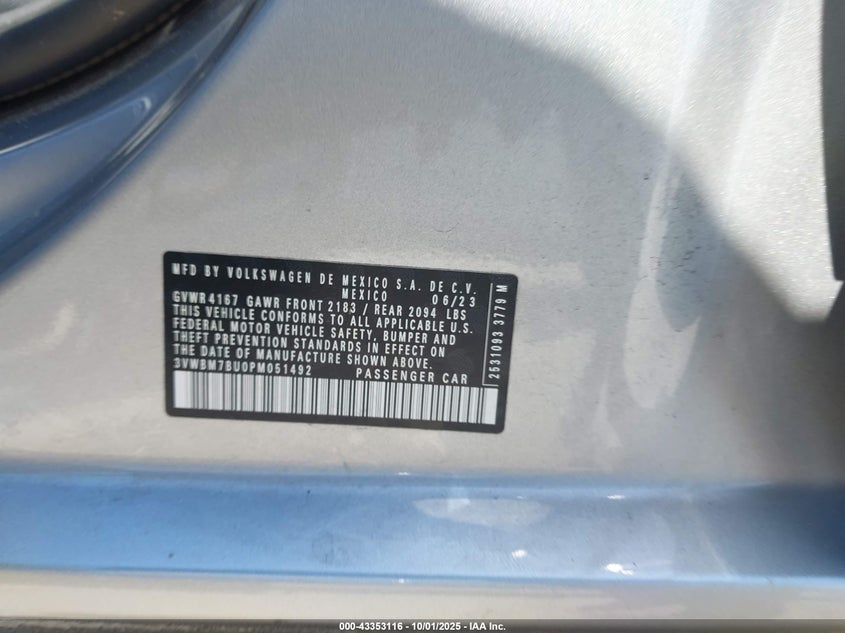 MFD BY VOLKSWAGEN DE MEXICO S.A. DE C.V.
MEXICO 06/23
GVWR4167 GAWR FRONT 2183 / REAR 2094 LBS
THIS VEHICLE CONFORMS TO ALL APPLICABLE U.S.
FEDERAL MOTOR VEHICLE SAFETY, BUMPER AND
THEFT PREVENTION STANDARDS IN EFFECT ON
THE DATE OF MANUFACTURE SHOWN ABOVE.
3VWBM7BU0PM051492 PASSENGER CAR
2531093 3779 M
000-43353116 - 10/01/2025 - IAA Inc.